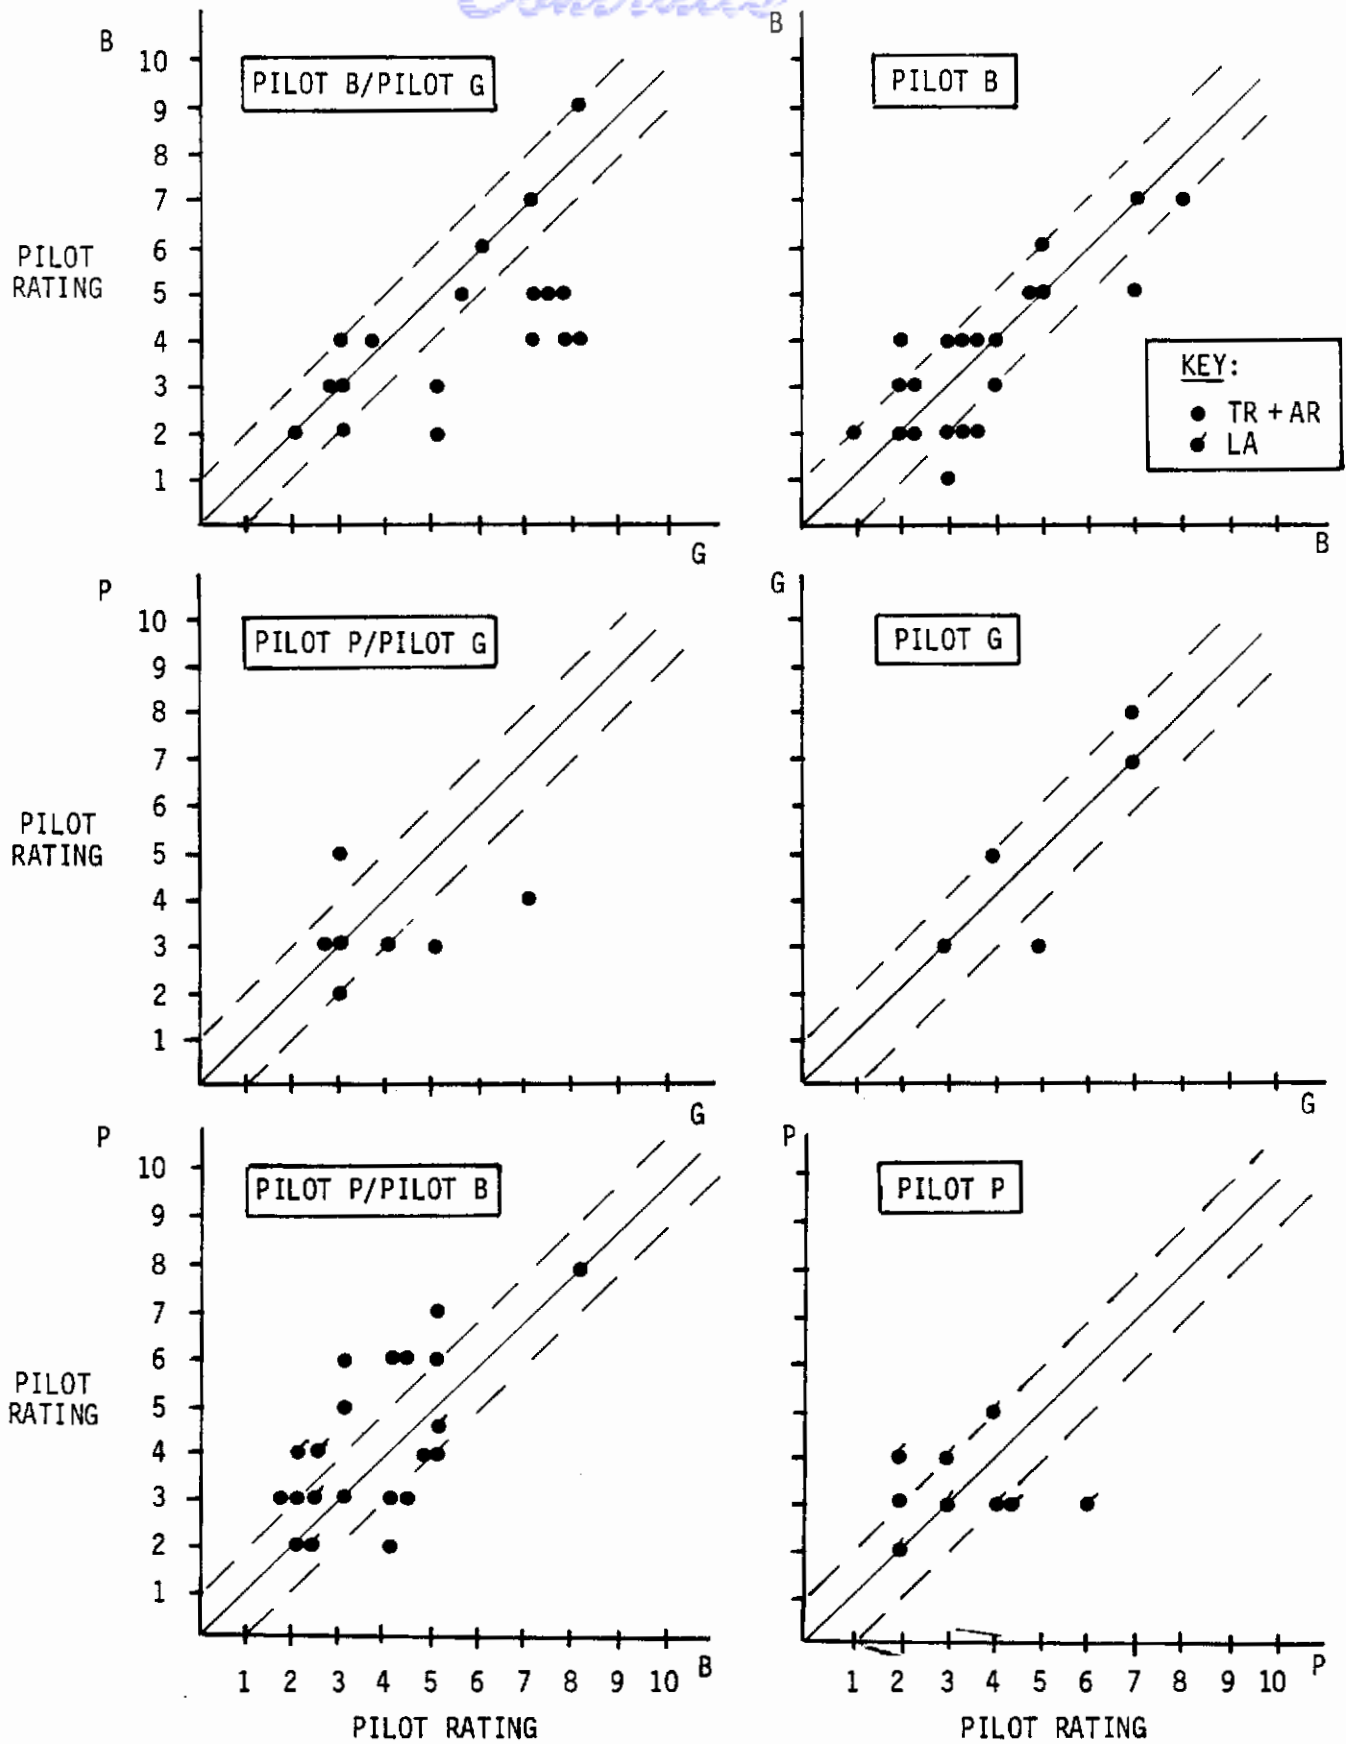 B
10
9
8
7
6
5
4
3
2
1
PILOT B/PILOT G
PILOT
RATING
G
B
PILOT B
KEY:
● TR + AR
LA
B
P
10
9
8
7
6
5
4
3
2
1
PILOT P/PILOT G
PILOT
RATING
G
G
PILOT G
G
P
10
9
8
7
6
5
4
3
2
1
PILOT P/PILOT B
PILOT
RATING
1 2 3 4 5 6 7 8 9 10 B
PILOT RATING
P
PILOT P
1 2 3 4 5 6 7 8 9 10 P
PILOT RATING